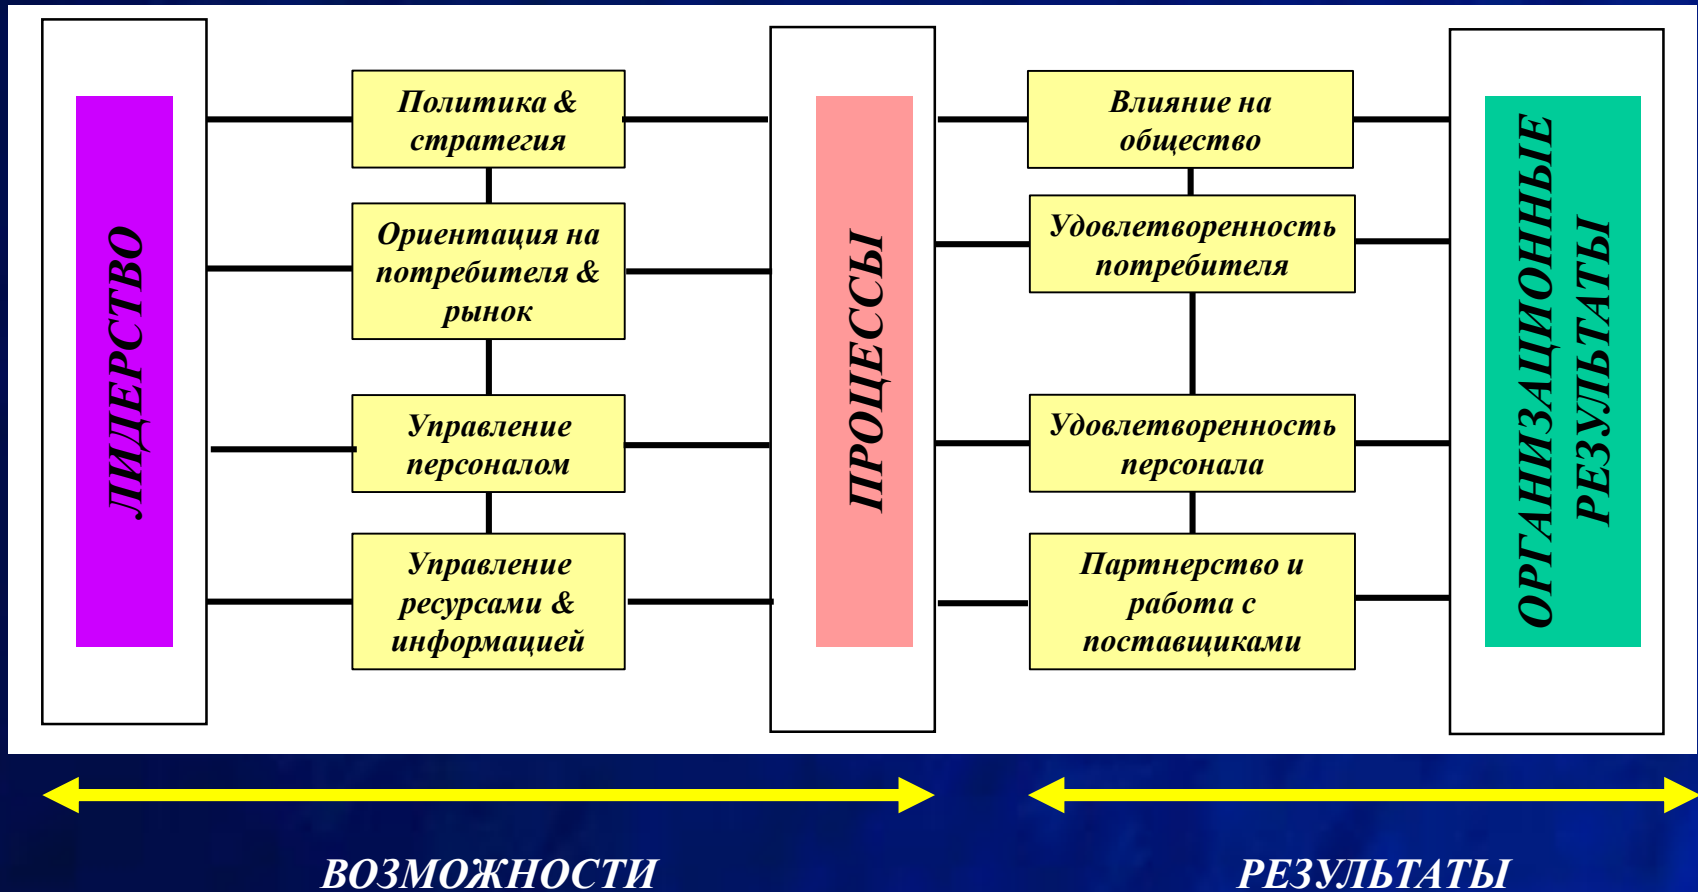 ЛИДЕРСТВО
Политика &
стратегия
Ориентация на
потребителя &
рынок
Управление
персоналом
Управление
ресурсами &
информацией
ПРОЦЕССЫ
Влияние на
общество
Удовлетворенность
потребителя
Удовлетворенность
персонала
Партнерство и
работа с
поставщиками
ОРГАНИЗАЦИОННЫЕ
РЕЗУЛЬТАТЫ
ВОЗМОЖНОСТИ
РЕЗУЛЬТАТЫ